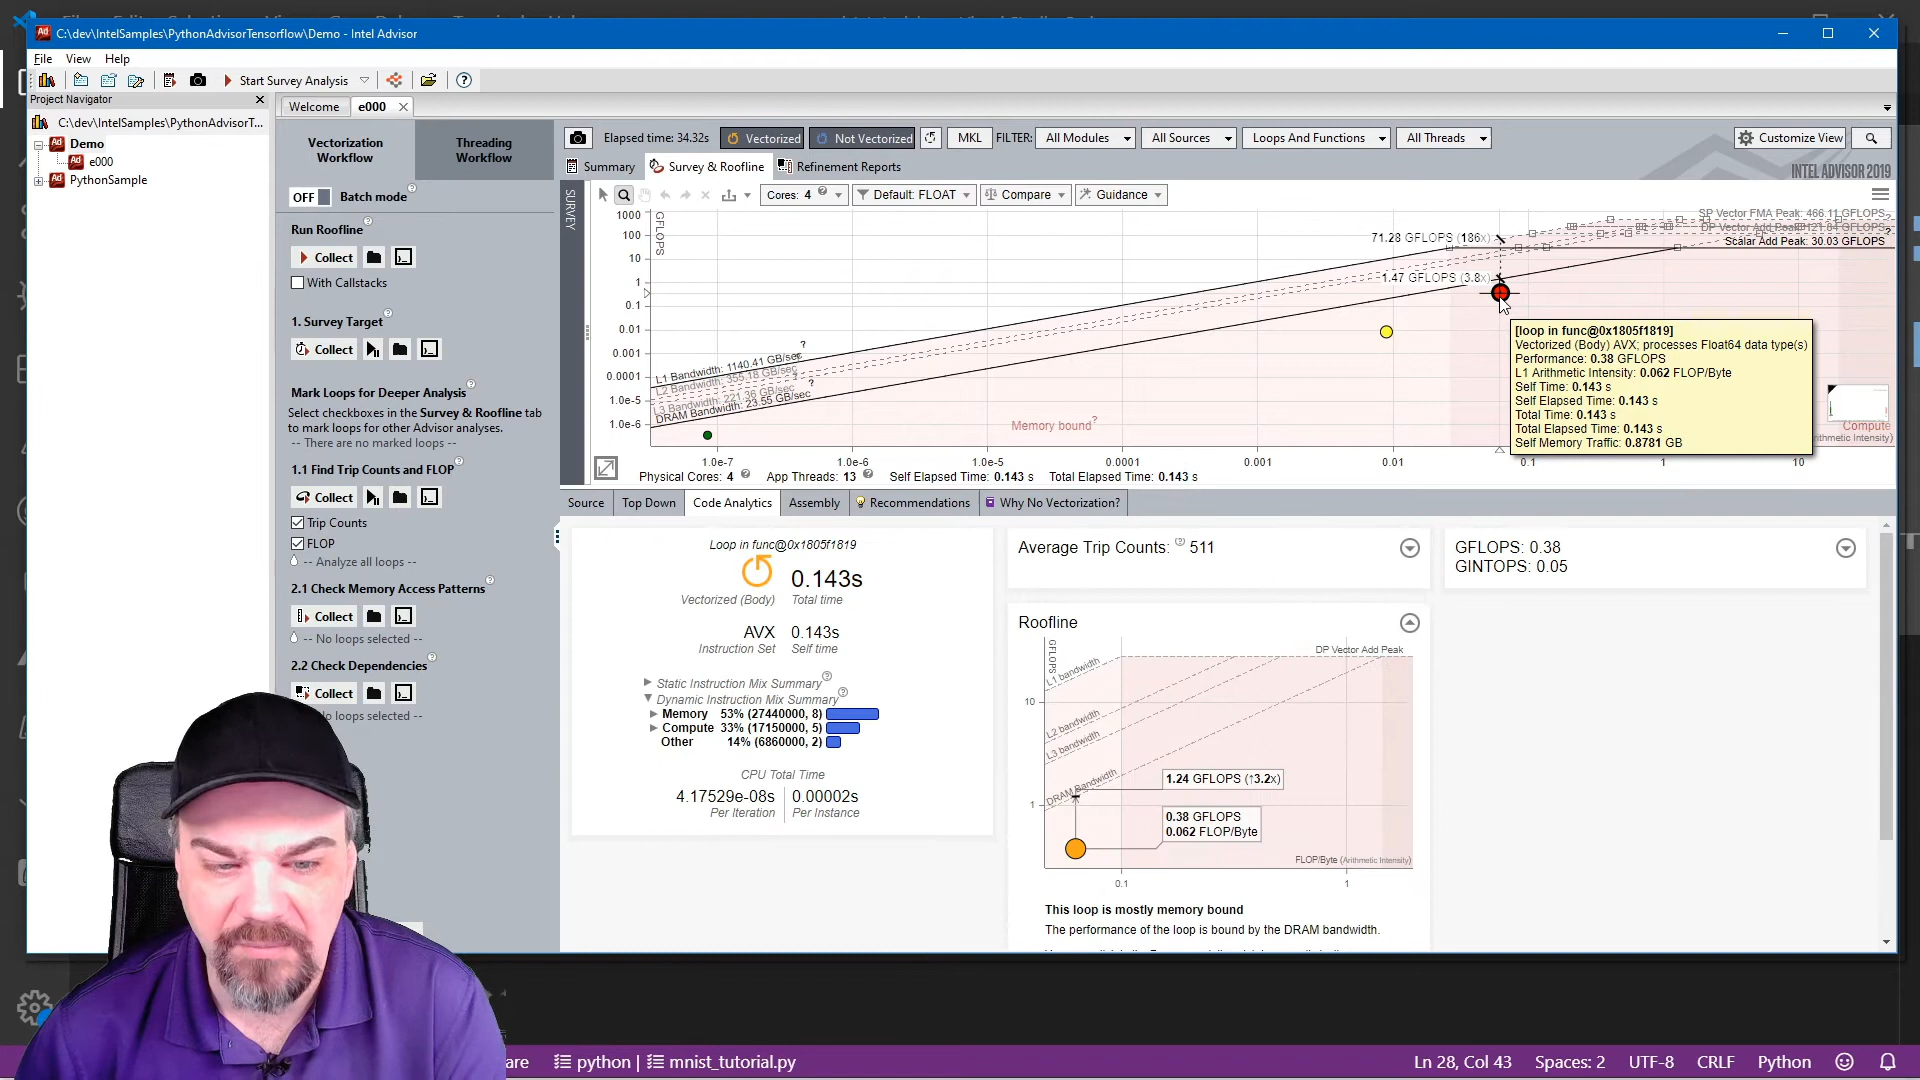 C:\dev\IntelSamples\PythonAdvisorTensorflow\Demo - Intel Advisor
File View Help
Start Survey Analysis
Project Navigator
C:\dev\IntelSamples\PythonAdvisorT...
Demo
e000
PythonSample
Welcome e000
Vectorization Workflow
Threading Workflow
OFF Batch mode
Run Roofline
Collect
With Callstacks
1. Survey Target
Collect
Mark Loops for Deeper Analysis
Select checkboxes in the Survey & Roofline tab
to mark loops for other Advisor analyses.
-- There are no marked loops --
1.1 Find Trip Counts and FLOP
Collect
Trip Counts
FLOP
-- Analyze all loops --
2.1 Check Memory Access Patterns
Collect
-- No loops selected --
2.2 Check Dependencies
Collect
loops selected --
Elapsed time: 34.32s Vectorized Not Vectorized MKL FILTER: All Modules All Sources Loops And Functions All Threads Customize View
Summary Survey & Roofline Refinement Reports
INTEL ADVISOR 2019
SURVEY
Cores: 4 Default: FLOAT Compare Guidance
GFLOPS
1000
100
10
1
0.1
0.01
0.001
0.0001
1.0e-5
1.0e-6
SP Vector FMA Peak: 466.11 GFLOPS
Scalar Add Peak: 30.03 GFLOPS
71.28 GFLOPS (186x)
1.47 GFLOPS (3.8x)
L1 Bandwidth: 1140.41 GB/sec
L2 Bandwidth: 355.18 GB/sec
L3 Bandwidth: 221.36 GB/sec
DRAM Bandwidth: 23.55 GB/sec
Memory bound?
Compute
[loop in func@0x1805f1819]
Vectorized (Body) AVX; processes Float64 data type(s)
Performance: 0.38 GFLOPS
L1 Arithmetic Intensity: 0.062 FLOP/Byte
Self Time: 0.143 s
Self Elapsed Time: 0.143 s
Total Time: 0.143 s
Total Elapsed Time: 0.143 s
Self Memory Traffic: 0.8781 GB
1.0e-7 1.0e-6 1.0e-5 0.0001 0.001 0.01 0.1 1 10
Physical Cores: 4 App Threads: 13 Self Elapsed Time: 0.143 s Total Elapsed Time: 0.143 s
Source Top Down Code Analytics Assembly Recommendations Why No Vectorization?
Loop in func@0x1805f1819
0.143s
Vectorized (Body) Total time
AVX 0.143s
Instruction Set Self time
Static Instruction Mix Summary
Dynamic Instruction Mix Summary
Memory 53% (27440000, 8)
Compute 33% (17150000, 5)
Other 14% (6860000, 2)
CPU Total Time
4.17529e-08s 0.00002s
Per Iteration Per Instance
Average Trip Counts: 511
GFLOPS: 0.38
GINTOPS: 0.05
Roofline
GFLOPS
DP Vector Add Peak
L1 bandwidth
L2 bandwidth
L3 bandwidth
DRAM Bandwidth
10
1
1.24 GFLOPS (↑3.2x)
0.38 GFLOPS
0.062 FLOP/Byte
FLOP/Byte (Arithmetic Intensity)
0.1 1
This loop is mostly memory bound
The performance of the loop is bound by the DRAM bandwidth.
python | mnist_tutorial.py Ln 28, Col 43 Spaces: 2 UTF-8 CRLF Python